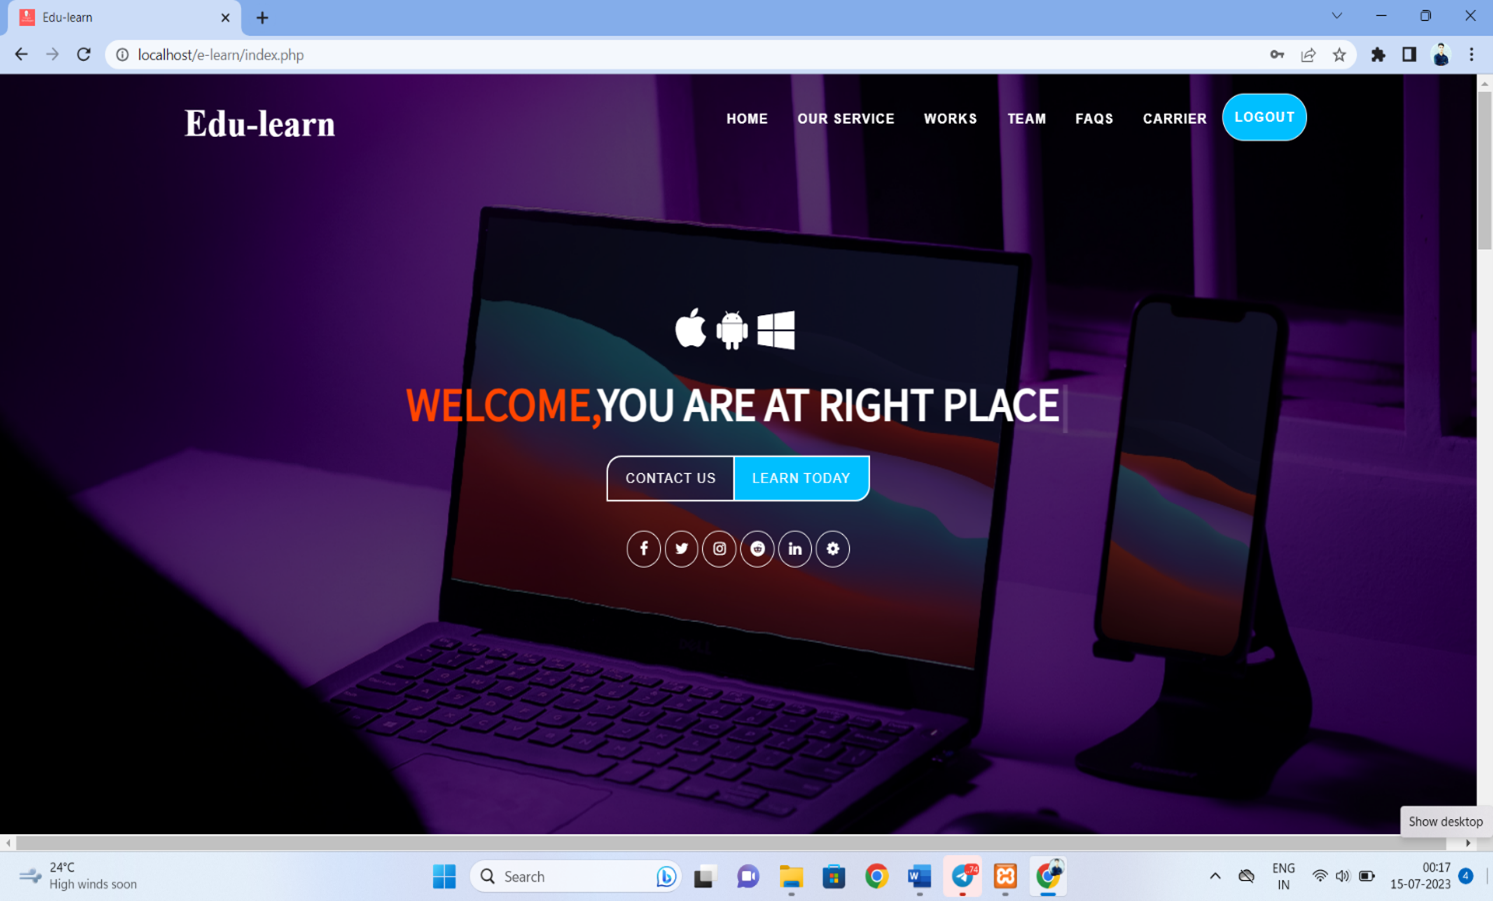 Edu-learn
localhost/e-learn/index.php
Edu-learn
HOME OUR SERVICE WORKS TEAM FAQS CARRIER LOGOUT
WELCOME,YOU ARE AT RIGHT PLACE
CONTACT US LEARN TODAY
Show desktop
24°C
High winds soon
Search
74
ENG
IN
00:17
15-07-2023
4